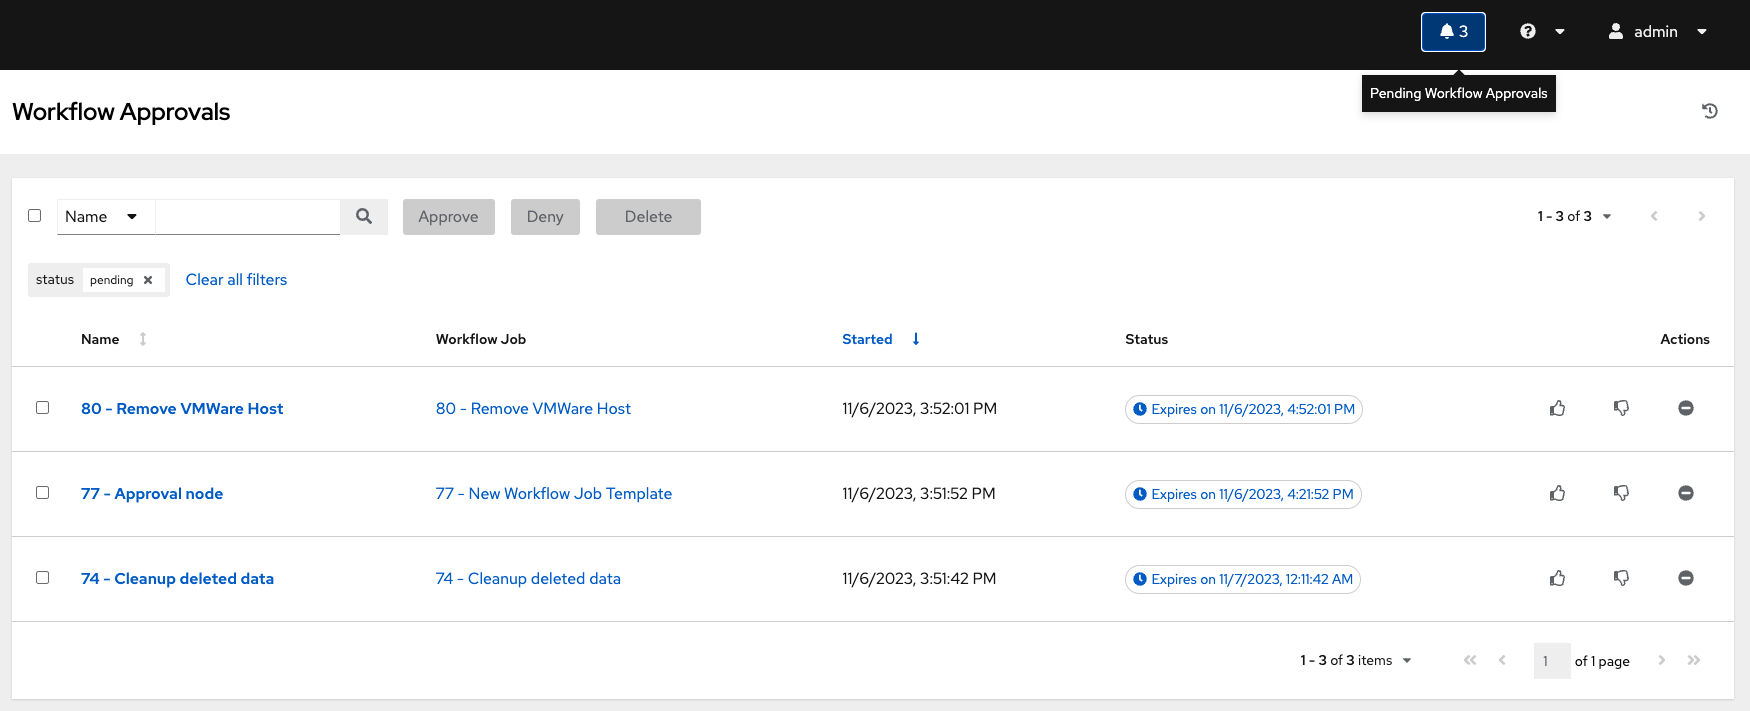 3 admin
Pending Workflow Approvals
Workflow Approvals
Name Approve Deny Delete 1 - 3 of 3
status pending Clear all filters
Name Workflow Job Started Status Actions
80 - Remove VMWare Host 80 - Remove VMWare Host 11/6/2023, 3:52:01 PM Expires on 11/6/2023, 4:52:01 PM
77 - Approval node 77 - New Workflow Job Template 11/6/2023, 3:51:52 PM Expires on 11/6/2023, 4:21:52 PM
74 - Cleanup deleted data 74 - Cleanup deleted data 11/6/2023, 3:51:42 PM Expires on 11/7/2023, 12:11:42 AM
1 - 3 of 3 items 1 of 1 page